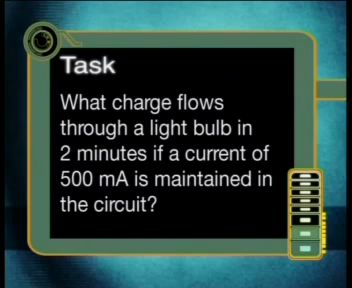 Task
What charge flows
through a light bulb in
2 minutes if a current of
500 mA is maintained in
the circuit?